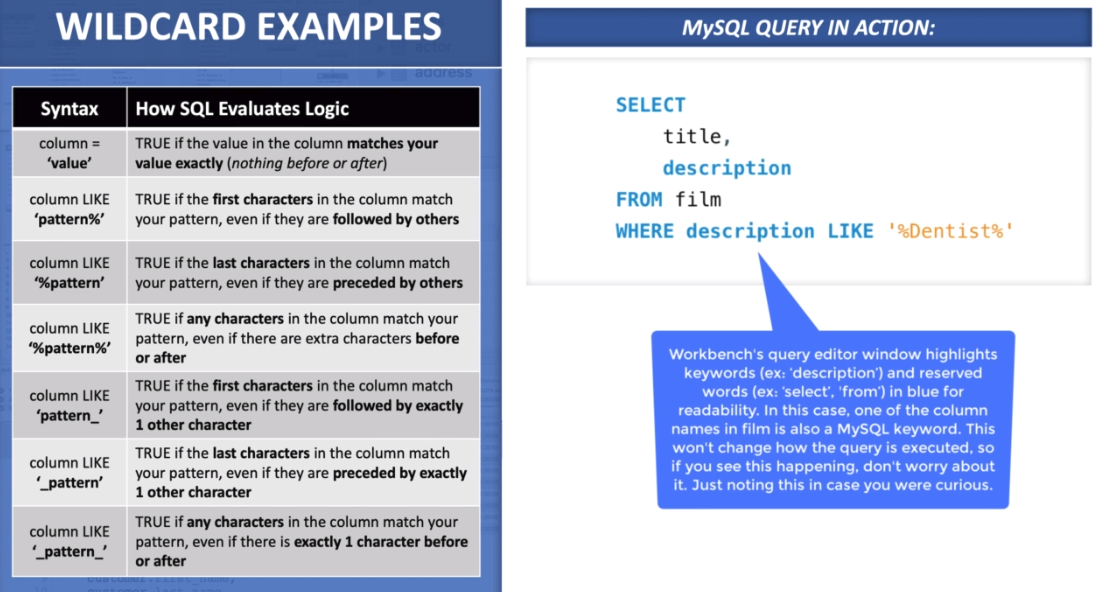 WILDCARD EXAMPLES
address
Syntax
How SQL Evaluates Logic
column =
‘value’
TRUE if the value in the column matches your
value exactly (nothing before or after)
column LIKE
‘pattern%’
TRUE if the first characters in the column match
your pattern, even if they are followed by others
column LIKE
‘%pattern’
TRUE if the last characters in the column match
your pattern, even if they are preceded by others
column LIKE
‘%pattern%’
TRUE if any characters in the column match your
pattern, even if there are extra characters before
or after
column LIKE
‘pattern_’
TRUE if the first characters in the column match
your pattern, even if they are followed by exactly
1 other character
column LIKE
‘_pattern’
TRUE if the last characters in the column match
your pattern, even if they are preceded by exactly
1 other character
column LIKE
‘_pattern_’
TRUE if any characters in the column match your
pattern, even if there is exactly 1 character before
or after
MySQL QUERY IN ACTION:
SELECT
title,
description
FROM film
WHERE description LIKE '%Dentist%'
Workbench's query editor window highlights
keywords (ex: 'description') and reserved
words (ex: 'select', 'from') in blue for
readability. In this case, one of the column
names in film is also a MySQL keyword. This
won't change how the query is executed, so
if you see this happening, don't worry about
it. Just noting this in case you were curious.